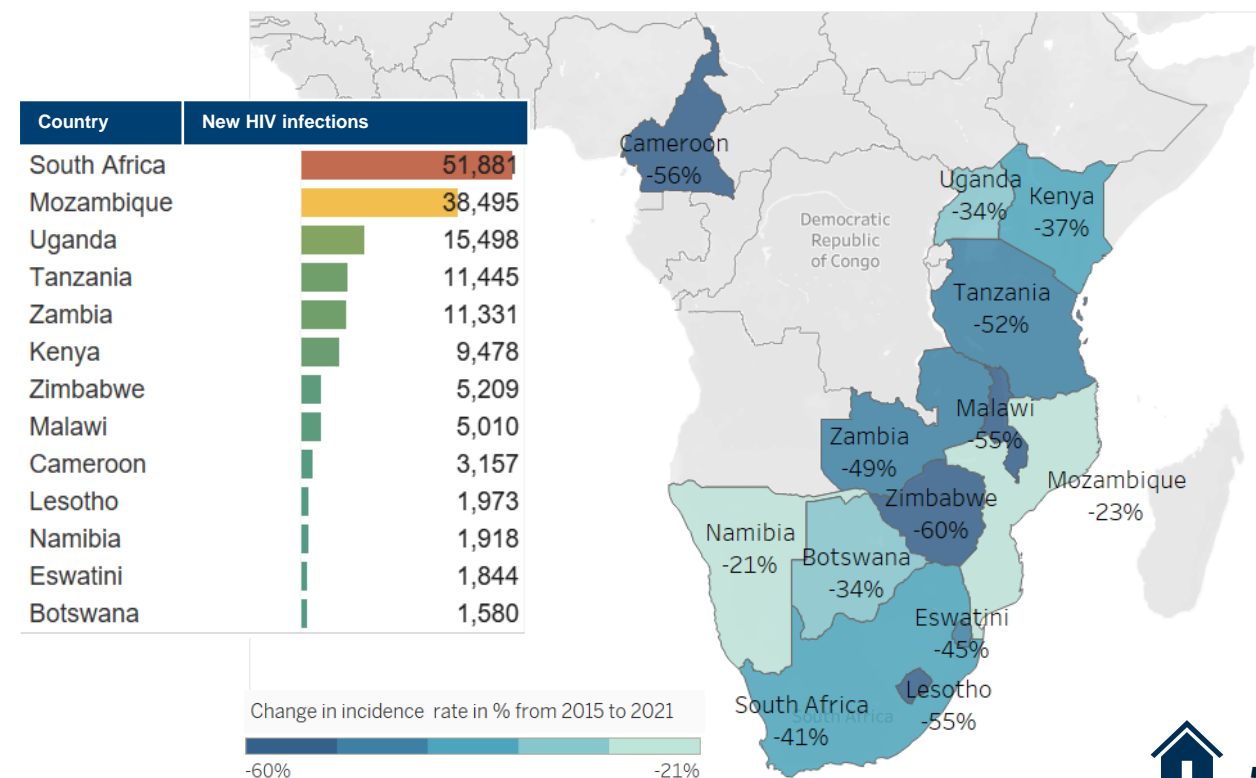 Country New HIV infections
South Africa 51,881
Mozambique 38,495
Uganda 15,498
Tanzania 11,445
Zambia 11,331
Kenya 9,478
Zimbabwe 5,209
Malawi 5,010
Cameroon 3,157
Lesotho 1,973
Namibia 1,918
Eswatini 1,844
Botswana 1,580
Cameroon
-56%
Uganda
-34%
Kenya
-37%
Democratic
Republic
of Congo
Tanzania
-52%
Malawi
-55%
Zambia
-49%
Mozambique
-23%
Zimbabwe
-60%
Namibia
-21%
Botswana
-34%
Eswatini
-45%
Lesotho
-55%
South Africa
South Africa
-41%
Change in incidence rate in % from 2015 to 2021
-60% -21%